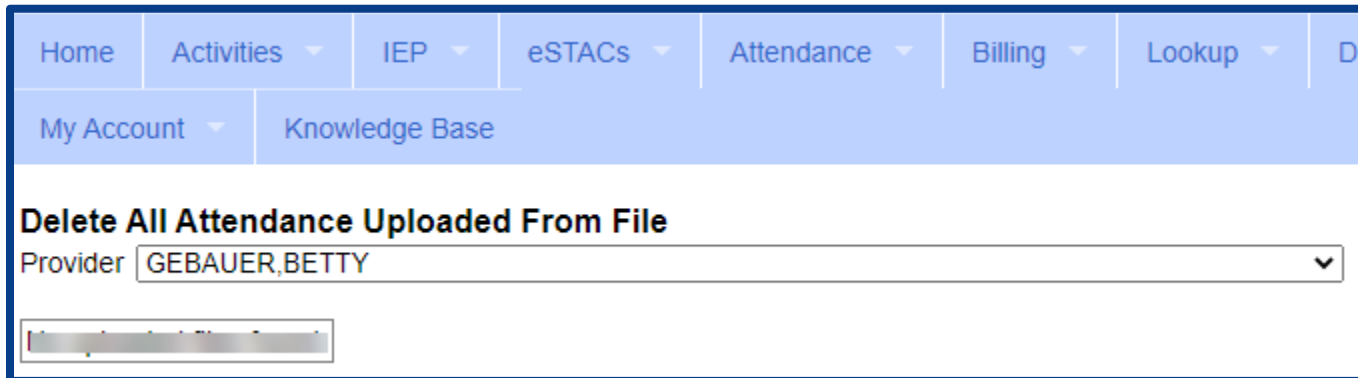 Home Activities IEP eSTACs Attendance Billing Lookup D
My Account Knowledge Base
Delete All Attendance Uploaded From File
Provider GEBAUER,BETTY